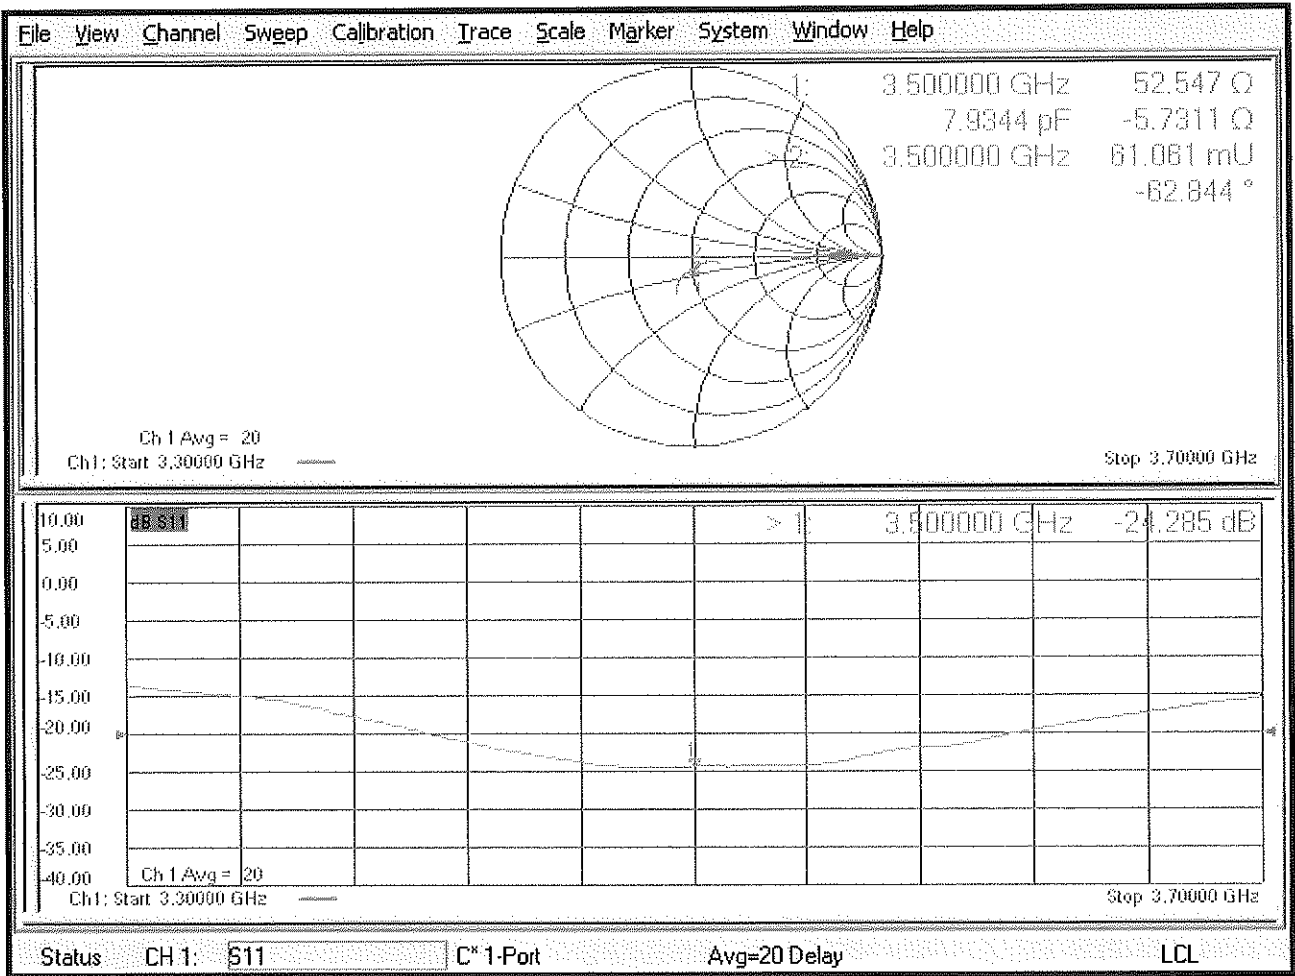 File View Channel Sweep Calibration Trace Scale Marker System Window Help
1: 3.500000 GHz 52.547 Ω
7.9344 pF -5.7311 Ω
> 2: 3.500000 GHz 61.081 mU
-62.844 °
Ch 1 Avg = 20
Ch1: Start 3.30000 GHz
Stop 3.70000 GHz
10.00 dB S11 > 1: 3.500000 GHz -24.285 dB
5.00
0.00
-5.00
-10.00
-15.00
-20.00
1
-25.00
-30.00
-35.00
-40.00
Ch 1 Avg = 20
Ch1: Start 3.30000 GHz
Stop 3.70000 GHz
Status CH 1: S11 C* 1-Port Avg=20 Delay LCL